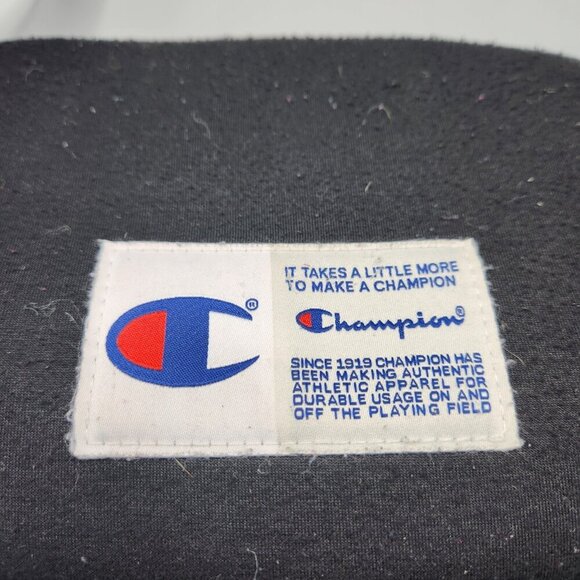 ®
IT TAKES A LITTLE MORE
TO MAKE A CHAMPION
Champion®
SINCE 1919 CHAMPION HAS
BEEN MAKING AUTHENTIC
ATHLETIC APPAREL FOR
DURABLE USAGE ON AND
OFF THE PLAYING FIELD